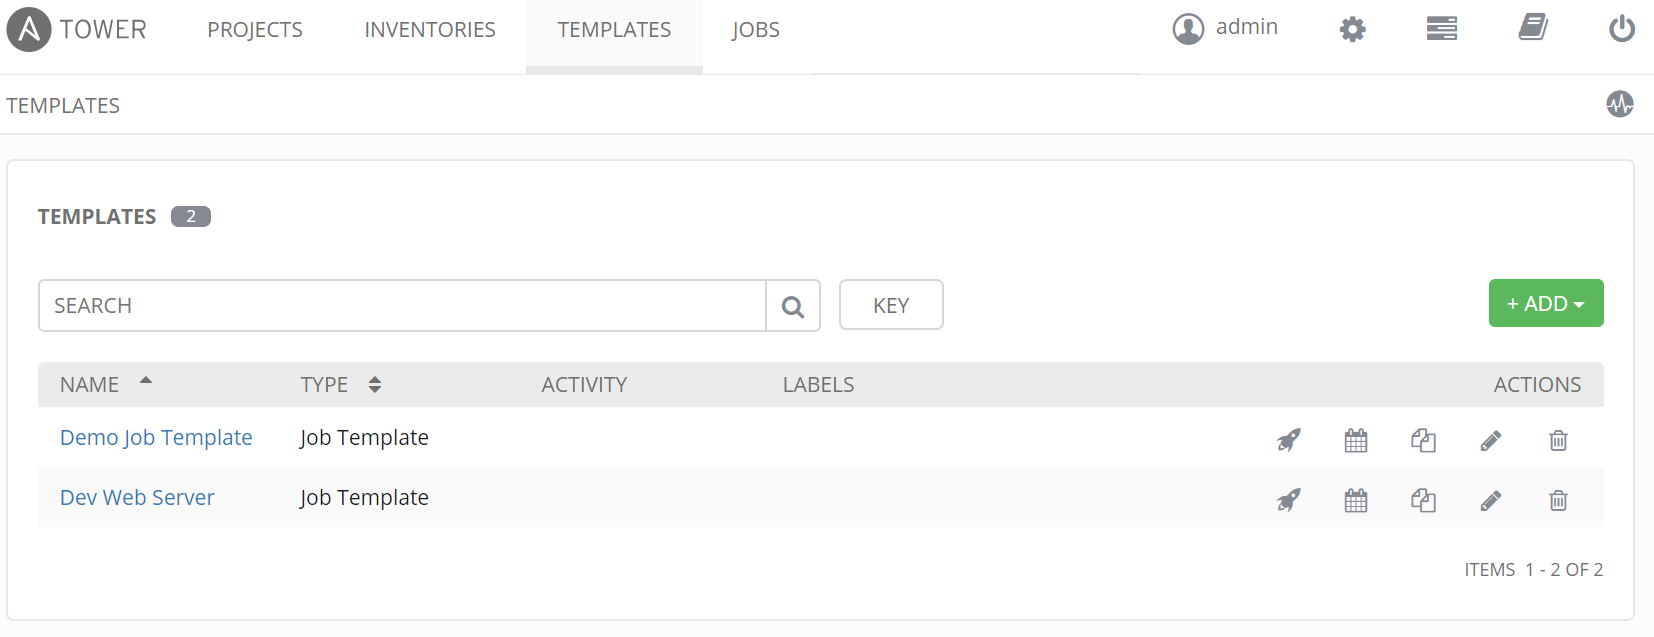 TOWER PROJECTS INVENTORIES TEMPLATES JOBS admin
TEMPLATES
TEMPLATES 2
SEARCH KEY + ADD
NAME TYPE ACTIVITY LABELS ACTIONS
Demo Job Template Job Template
Dev Web Server Job Template
ITEMS 1 - 2 OF 2